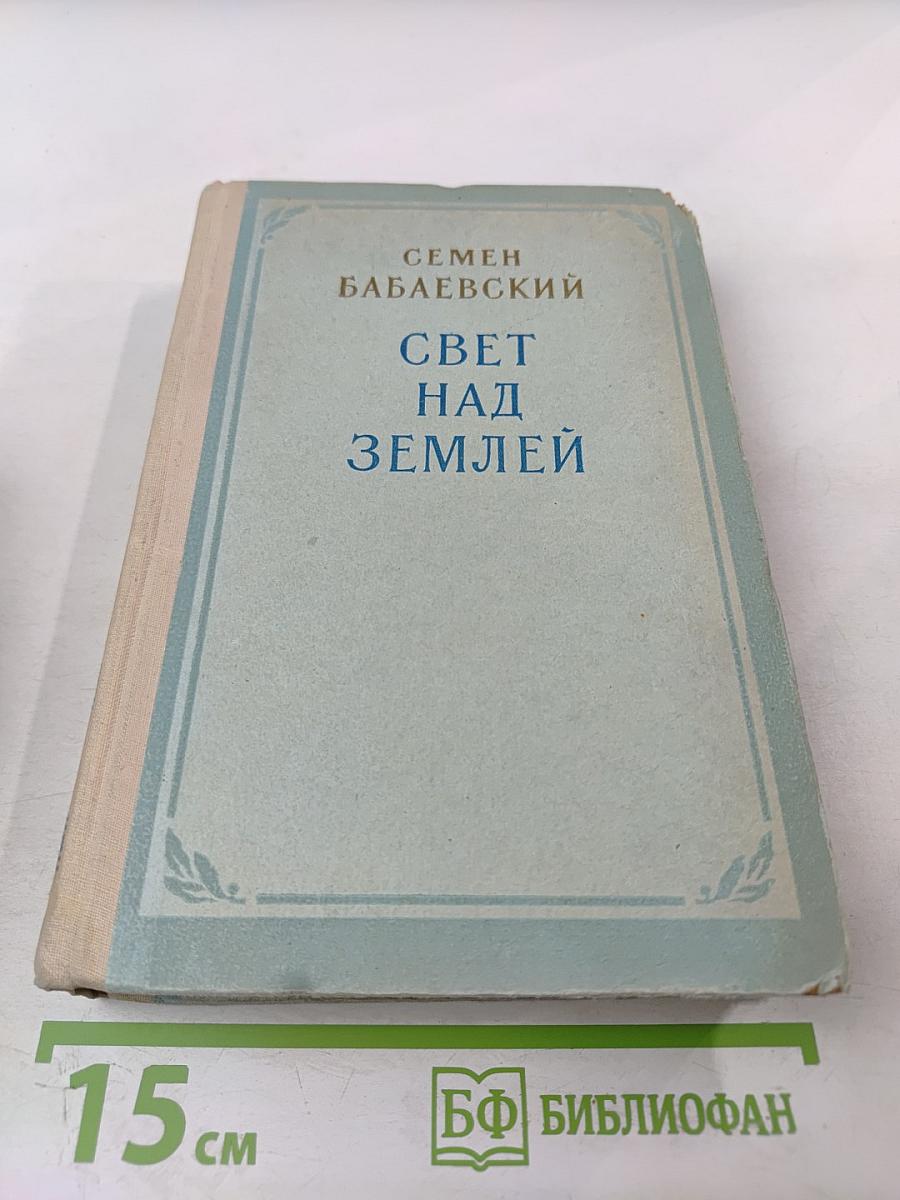 СЕМЕН
БАБАЕВСКИЙ
СВЕТ
НАД
ЗЕМЛЕЙ
15 см
БФ БИБЛИОФАН